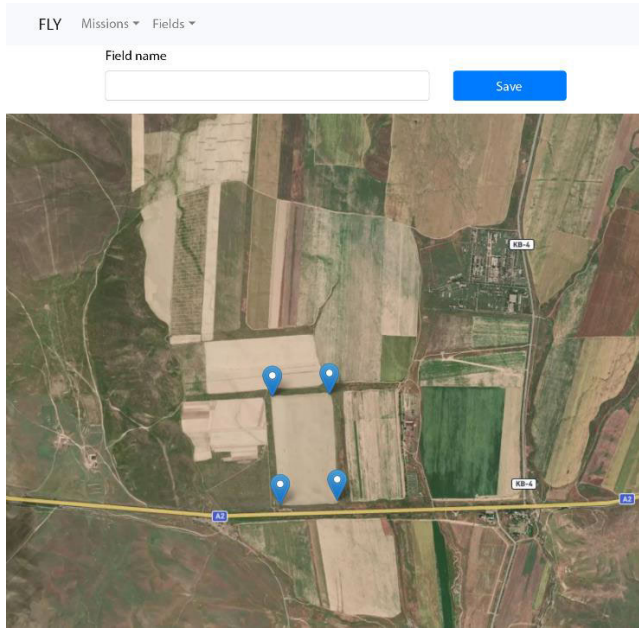 FLY Missions Fields
Field name
Save
KB-4
KB-4
A2
A2